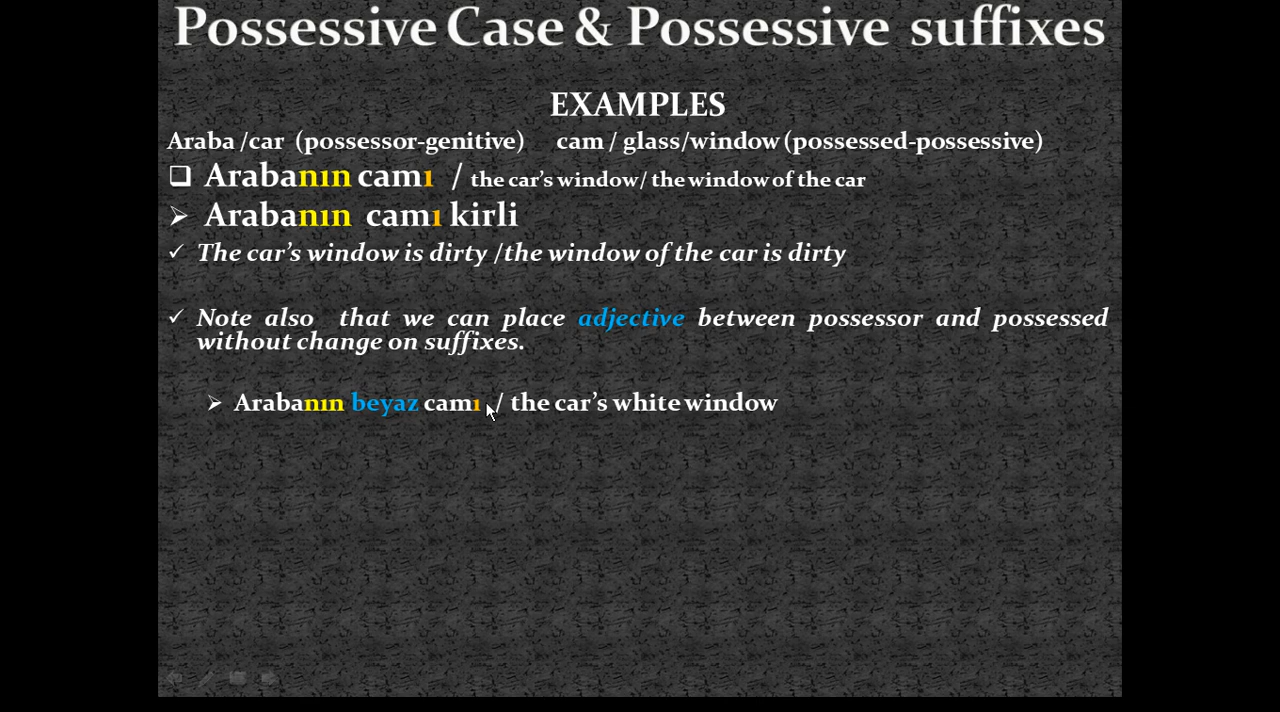 Possessive Case & Possessive suffixes
EXAMPLES
Araba /car (possessor-genitive) cam / glass/window (possessed-possessive)
Arabanın camı / the car's window/ the window of the car
Arabanın camı kirli
The car's window is dirty /the window of the car is dirty
Note also that we can place adjective between possessor and possessed
without change on suffixes.
Arabanın beyaz camı / the car's white window